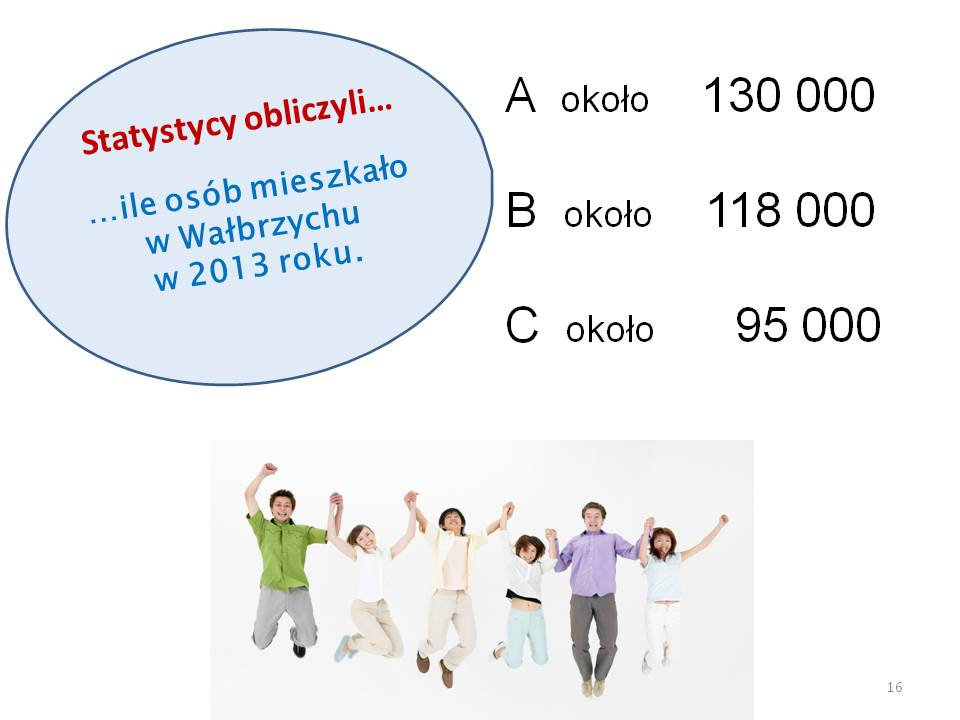 Statystycy obliczyli...
...ile osób mieszkało
w Wałbrzychu
w 2013 roku.
A około 130 000
B około 118 000
C około 95 000
16